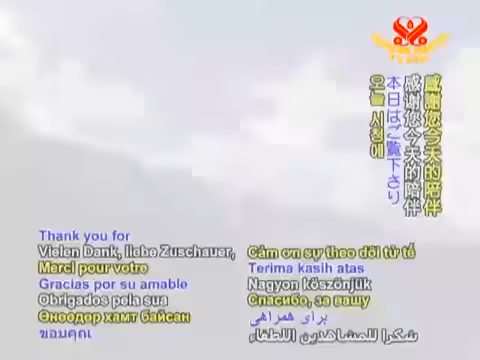 感謝您今天的陪伴
感谢您今天的陪伴
本日はご覧下さり
오늘 시청에
Thank you for
Vielen Dank, liebe Zuschauer,
Merci pour votre
Gracias por su amable
Obrigados pela sua
Өнөөдөр хамт байсан
ขอบคุณ
Cảm ơn sự theo dõi tử tế
Terima kasih atas
Nagyon köszönjük
Спасибо, за вашу
برای همراهی
شكرا للمشاهدين اللطفاء